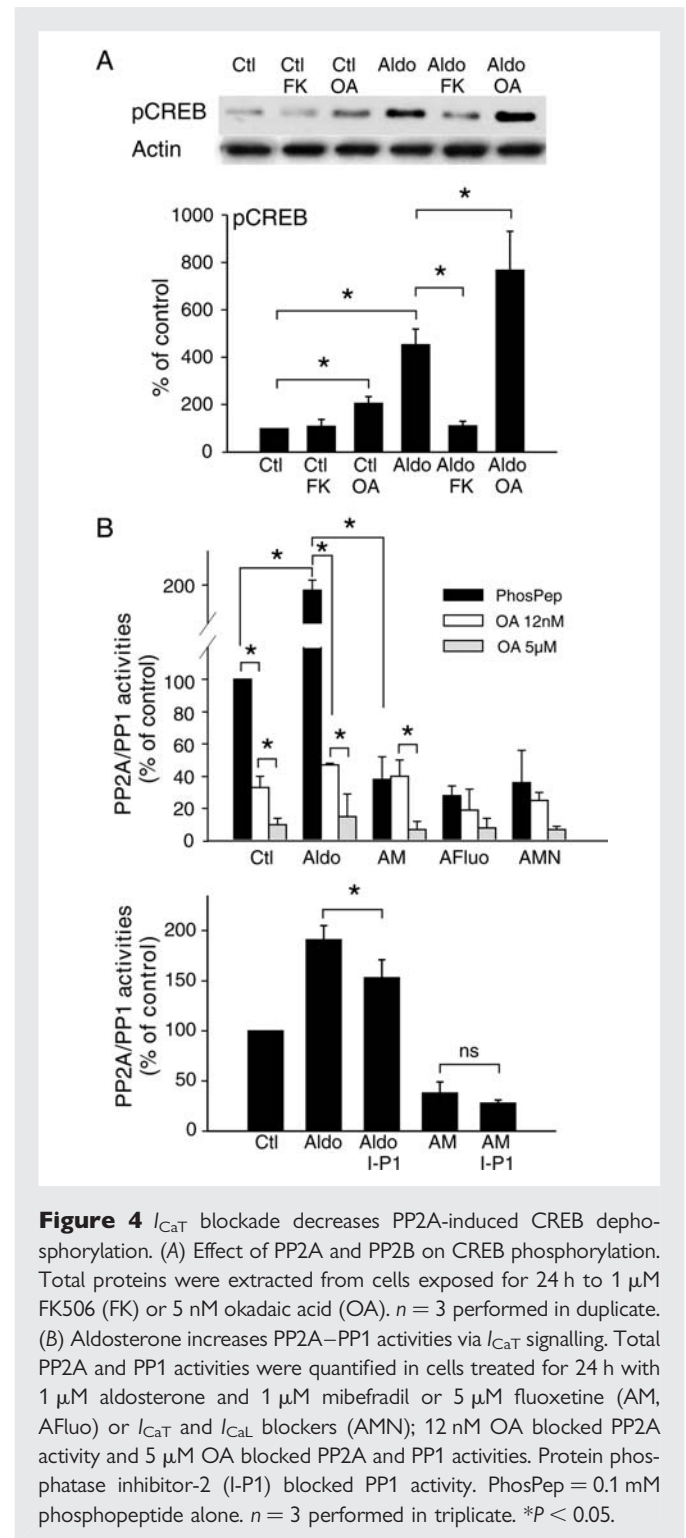 A
Ctl Ctl Ctl Aldo Aldo Aldo
FK OA FK OA
pCREB
Actin
1000
800
600
400
200
0
% of control
pCREB
*
*
*
*
Ctl Ctl Ctl Aldo Aldo Aldo
FK OA FK OA
B
PP2A/PP1 activities
(% of control)
200
100
80
60
40
20
0
*
*
*
*
*
*
*
PhosPep
OA 12nM
OA 5µM
Ctl Aldo AM AFluo AMN
PP2A/PP1 activities
(% of control)
200
150
100
50
0
*
ns
Ctl Aldo Aldo AM AM
I-P1 I-P1
Figure 4 ICaT blockade decreases PP2A-induced CREB depho-
sphorylation. (A) Effect of PP2A and PP2B on CREB phosphorylation.
Total proteins were extracted from cells exposed for 24 h to 1 μM
FK506 (FK) or 5 nM okadaic acid (OA). n = 3 performed in duplicate.
(B) Aldosterone increases PP2A–PP1 activities via ICaT signalling. Total
PP2A and PP1 activities were quantified in cells treated for 24 h with
1 μM aldosterone and 1 μM mibefradil or 5 μM fluoxetine (AM,
AFluo) or ICaT and ICaL blockers (AMN); 12 nM OA blocked PP2A
activity and 5 μM OA blocked PP2A and PP1 activities. Protein phos-
phatase inhibitor-2 (I-P1) blocked PP1 activity. PhosPep = 0.1 mM
phosphopeptide alone. n = 3 performed in triplicate. *P < 0.05.